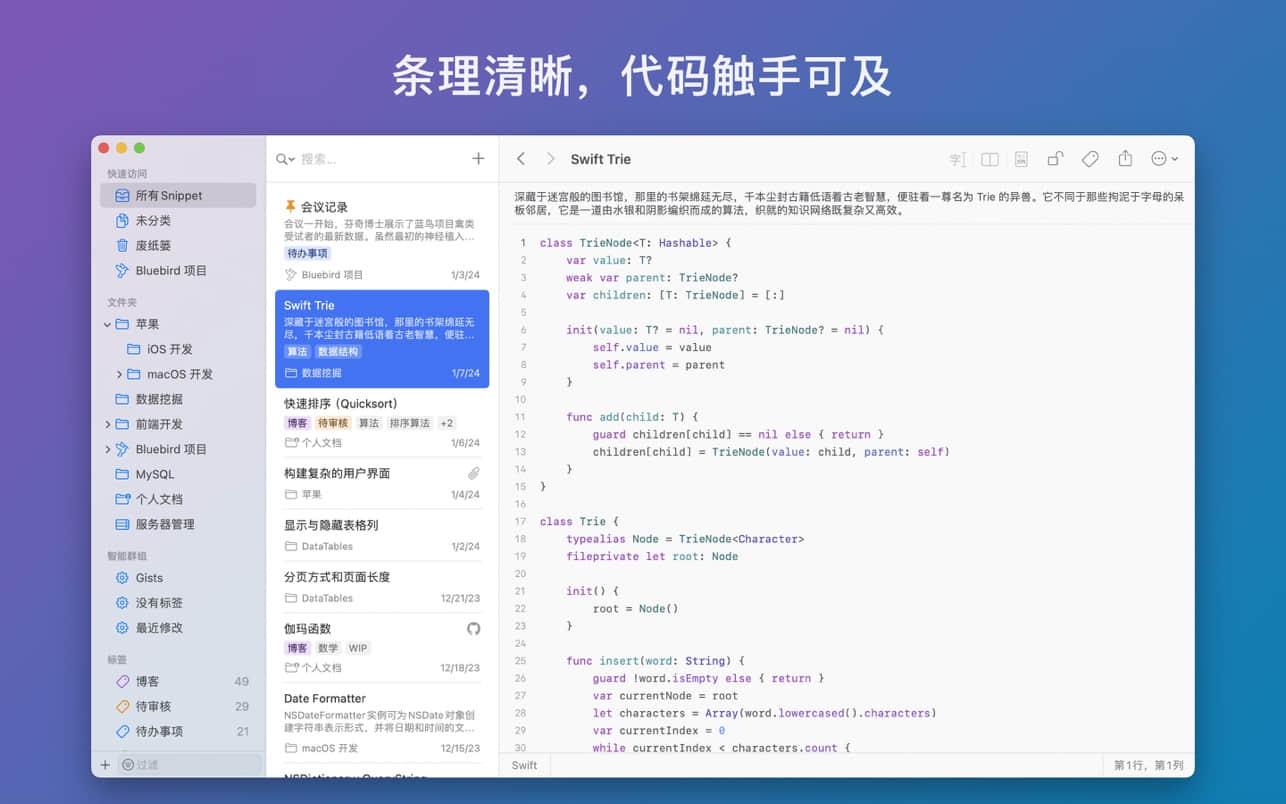 条理清晰，代码触手可及
快速访问
所有 Snippet
未分类
废纸篓
Bluebird 项目
文件夹
苹果
iOS 开发
macOS 开发
数据挖掘
前端开发
Bluebird 项目
MySQL
个人文档
服务器管理
智能群组
Gists
没有标签
最近修改
标签
博客 49
待审核 29
待办事项 21
过滤
搜索...
会议记录
会议一开始，芬奇博士展示了蓝鸟项目禽类
受试者的最新数据。虽然最初的神经植入...
待办事项
Bluebird 项目 1/3/24
Swift Trie
深藏于迷宫般的图书馆，那里的书架绵延无
尽，千本尘封古籍低语着古老智慧，便驻...
算法 数据结构
数据挖掘 1/7/24
快速排序 (Quicksort)
博客 待审核 算法 排序算法 +2
个人文档 1/6/24
构建复杂的用户界面
苹果 1/4/24
显示与隐藏表格列
DataTables 1/2/24
分页方式和页面长度
DataTables 12/21/23
伽玛函数
博客 数学 WIP
个人文档 12/18/23
Date Formatter
NSDateFormatter 实例可为 NSDate 对象创
建字符串表示形式，并将日期和时间的文...
macOS 开发 12/15/23
NSDictionary QueryString
Swift Trie
字
深藏于迷宫般的图书馆，那里的书架绵延无尽，千本尘封古籍低语着古老智慧，便驻着一尊名为 Trie 的异兽。它不同于那些拘泥于字母的呆
板邻居，它是一道由水银和阴影编织而成的算法，织就的知识网络既复杂又高效。
1 class TrieNode<T: Hashable> {
2 var value: T?
3 weak var parent: TrieNode?
4 var children: [T: TrieNode] = [:]
5
6 init(value: T? = nil, parent: TrieNode? = nil) {
7 self.value = value
8 self.parent = parent
9 }
10
11 func add(child: T) {
12 guard children[child] == nil else { return }
13 children[child] = TrieNode(value: child, parent: self)
14 }
15 }
16
17 class Trie {
18 typealias Node = TrieNode<Character>
19 fileprivate let root: Node
20
21 init() {
22 root = Node()
23 }
24
25 func insert(word: String) {
26 guard !word.isEmpty else { return }
27 var currentNode = root
28 let characters = Array(word.lowercased().characters)
29 var currentIndex = 0
30 while currentIndex < characters.count {
Swift
第1行，第1列